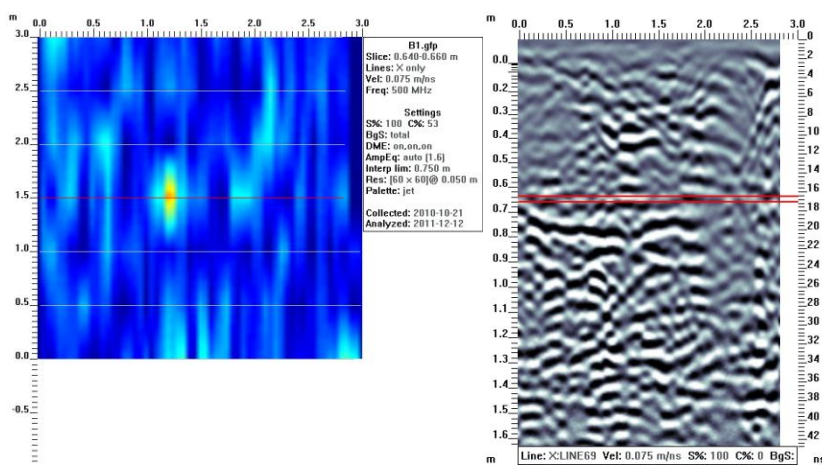 m
0.0 0.5 1.0 1.5 2.0 2.5 3.0
3.0
2.5
2.0
1.5
1.0
0.5
0.0
-0.5
m
B1.gfp
Slice: 0.640-0.660 m
Lines: X only
Vel: 0.075 m/ns
Freq: 500 MHz
Settings
S%: 100 C%: 53
BgS: total
DME: on,on,on
AmpEq: auto (1.6)
Interp lim: 0.750 m
Res: [60 x 60]@ 0.050 m
Palette: jet
Collected: 2010-10-21
Analyzed: 2011-12-12
m
0.0 0.5 1.0 1.5 2.0 2.5 3.0
0.0
0.1
0.2
0.3
0.4
0.5
0.6
0.7
0.8
0.9
1.0
1.1
1.2
1.3
1.4
1.5
1.6
m
0
2
4
6
8
10
12
14
16
18
20
22
24
26
28
30
32
34
36
38
40
42
ns
ns
Line: X:LINE69 Vel: 0.075 m/ns S%: 100 C%: 0 BgS: